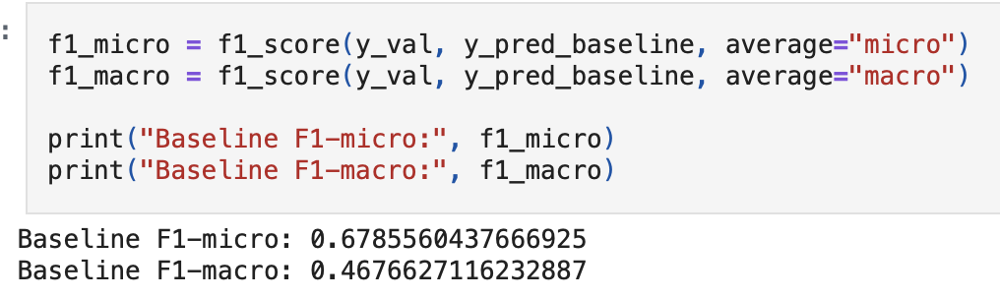 :
f1_micro = f1_score(y_val, y_pred_baseline, average="micro")
f1_macro = f1_score(y_val, y_pred_baseline, average="macro")
print("Baseline F1-micro:", f1_micro)
print("Baseline F1-macro:", f1_macro)
Baseline F1-micro: 0.6785560437666925
Baseline F1-macro: 0.4676627116232887